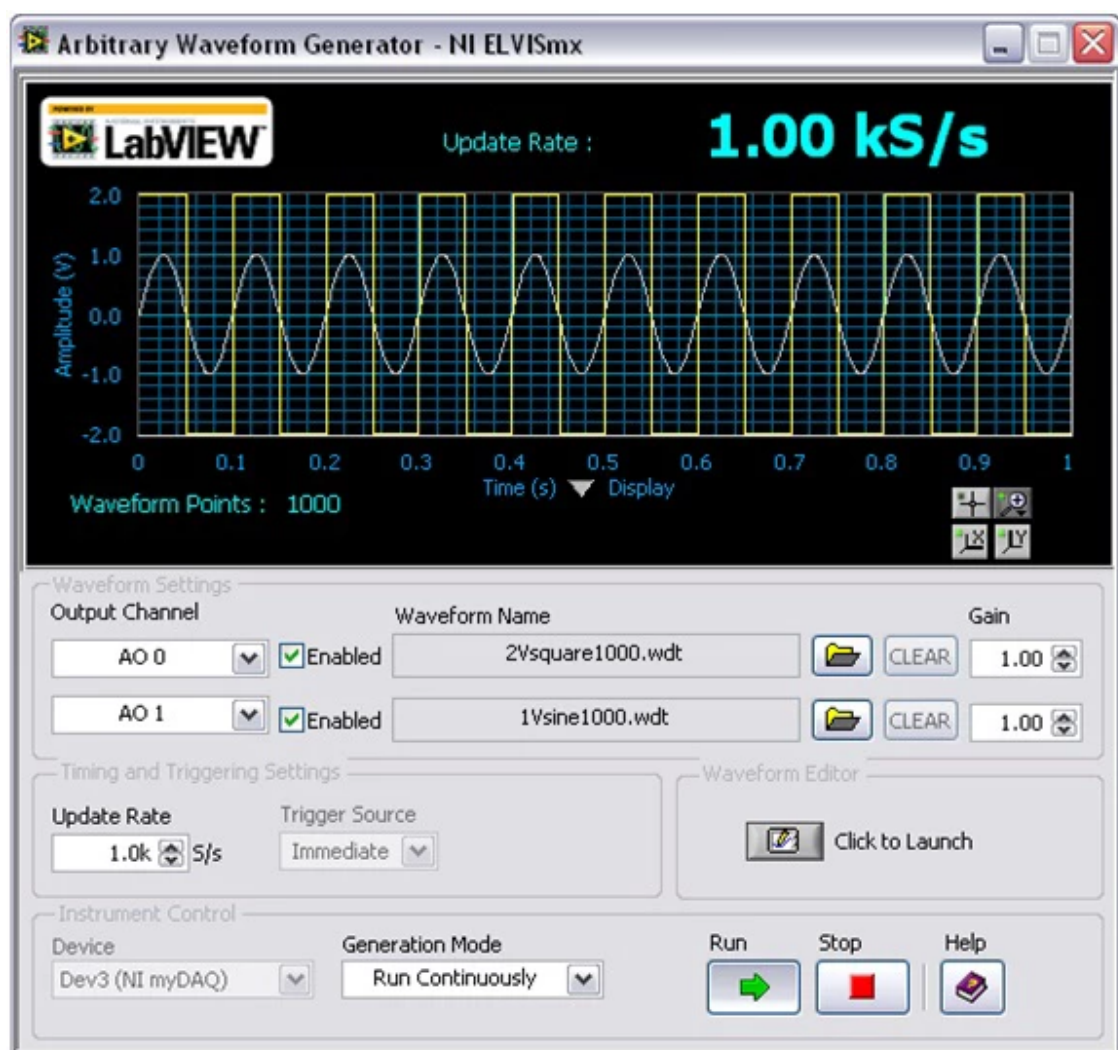 Arbitrary Waveform Generator - NI ELVISmx
POWERED BY
NATIONAL INSTRUMENTS
LabVIEW™
Update Rate : 1.00 kS/s
Amplitude (V)
2.0
1.0
0.0
-1.0
-2.0
0 0.1 0.2 0.3 0.4 0.5 0.6 0.7 0.8 0.9 1
Time (s) Display
Waveform Points : 1000
X Y
Waveform Settings
Output Channel Waveform Name Gain
AO 0 Enabled 2Vsquare1000.wdt CLEAR 1.00
AO 1 Enabled 1Vsine1000.wdt CLEAR 1.00
Timing and Triggering Settings
Update Rate Trigger Source
1.0k S/s Immediate
Waveform Editor
Click to Launch
Instrument Control
Device Generation Mode Run Stop Help
Dev3 (NI myDAQ) Run Continuously